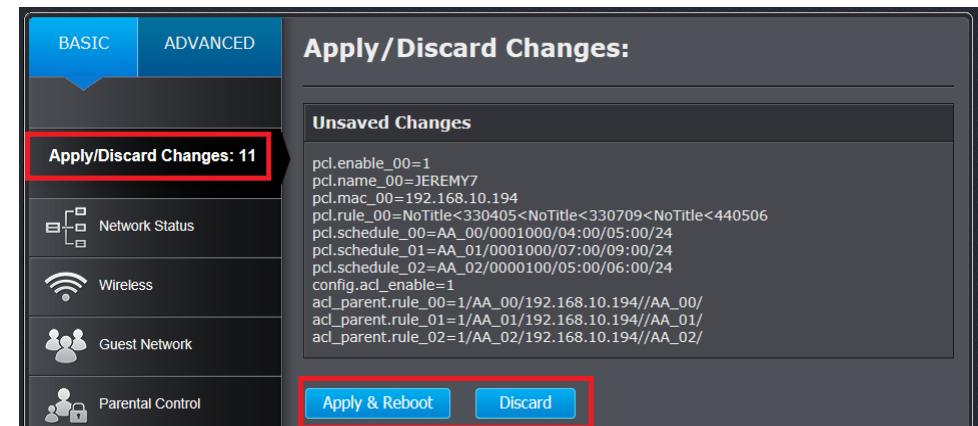 BASIC
ADVANCED
Apply/Discard Changes:
Apply/Discard Changes: 11
Network Status
Wireless
Guest Network
Parental Control
Unsaved Changes
pcl.enable_00=1
pcl.name_00=JEREMY7
pcl.mac_00=192.168.10.194
pcl.rule_00=NoTitle<330405<NoTitle<330709<NoTitle<440506
pcl.schedule_00=AA_00/0001000/04:00/05:00/24
pcl.schedule_01=AA_01/0001000/07:00/09:00/24
pcl.schedule_02=AA_02/0000100/05:00/06:00/24
config.acl_enable=1
acl_parent.rule_00=1/AA_00/192.168.10.194//AA_00/
acl_parent.rule_01=1/AA_01/192.168.10.194//AA_01/
acl_parent.rule_02=1/AA_02/192.168.10.194//AA_02/
Apply & Reboot
Discard